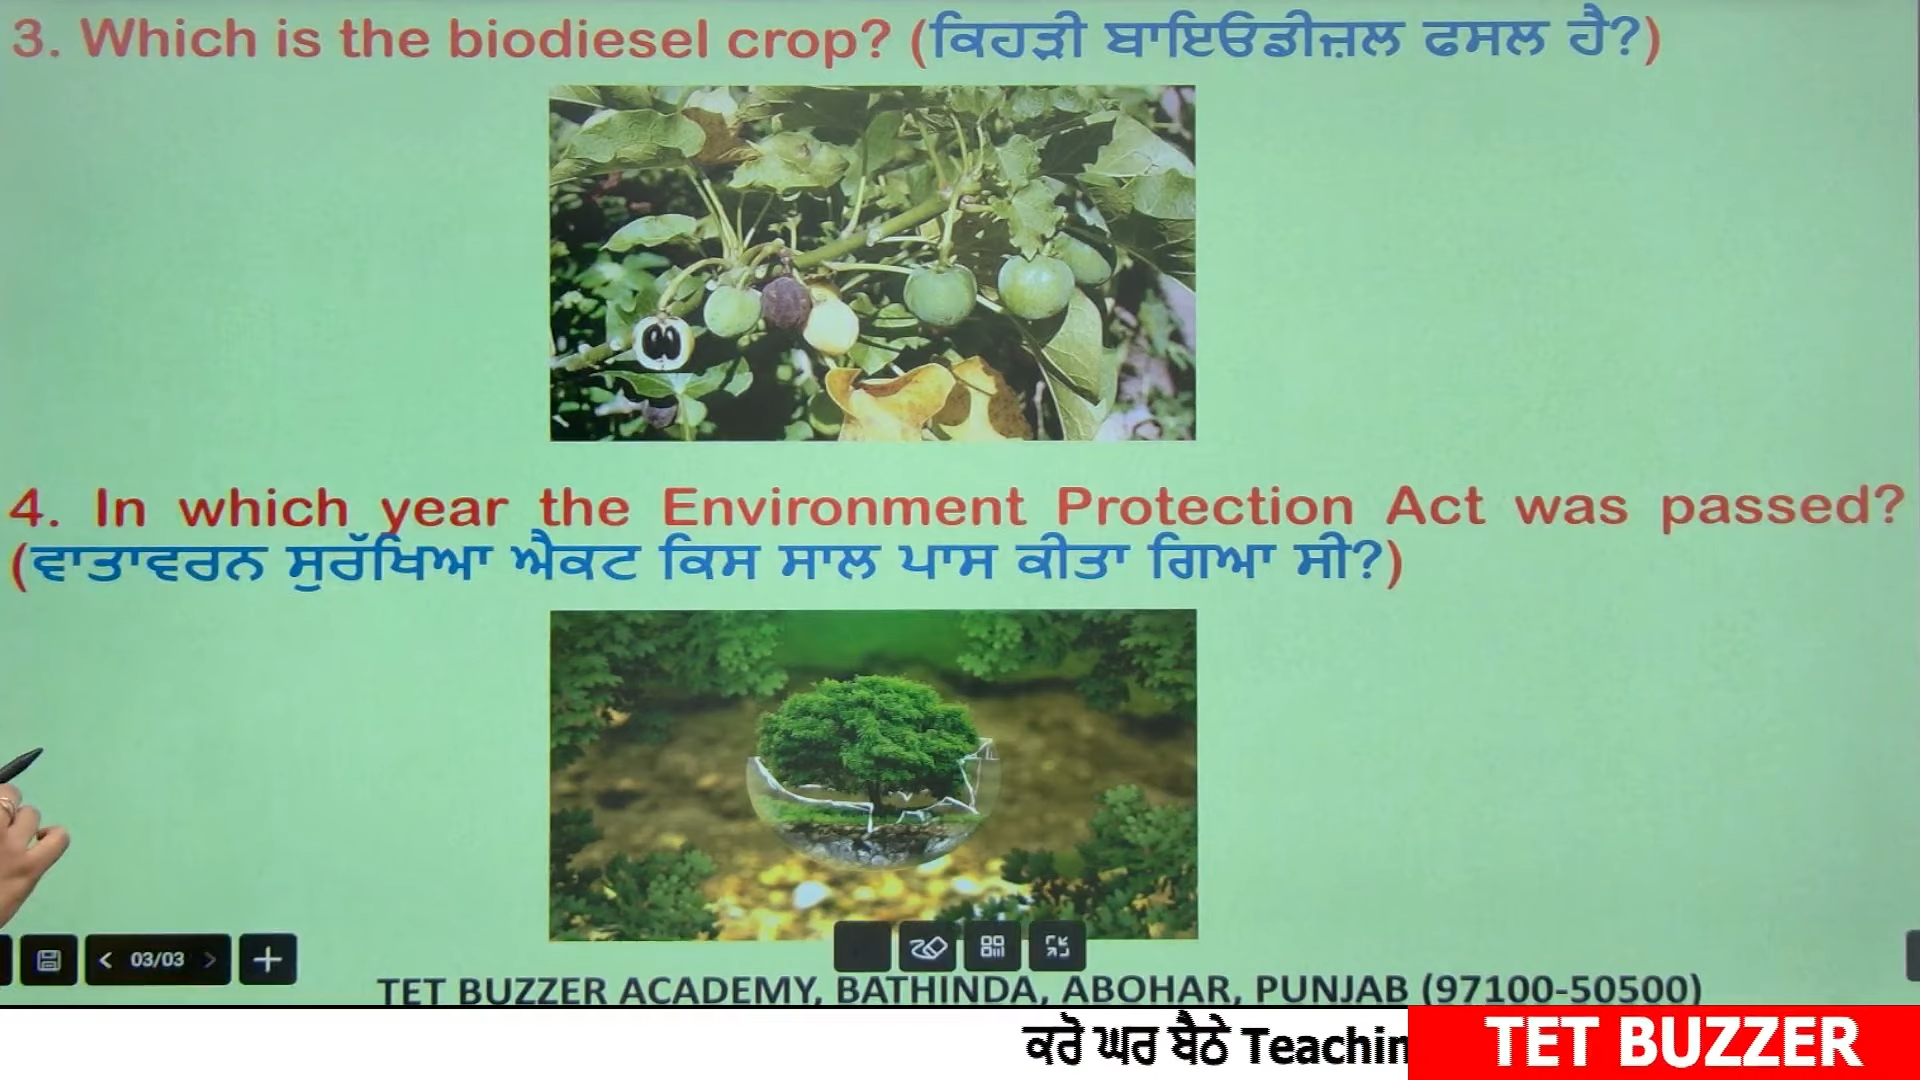 3. Which is the biodiesel crop? (ਕਿਹੜੀ ਬਾਇਓਡੀਜ਼ਲ ਫਸਲ ਹੈ?)
4. In which year the Environment Protection Act was passed?
(ਵਾਤਾਵਰਨ ਸੁਰੱਖਿਆ ਐਕਟ ਕਿਸ ਸਾਲ ਪਾਸ ਕੀਤਾ ਗਿਆ ਸੀ?)
< 03/03 > +
TET BUZZER ACADEMY, BATHINDA, ABOHAR, PUNJAB (97100-50500)
ਕਰੋ ਘਰ ਬੈਠੇ Teachin
TET BUZZER